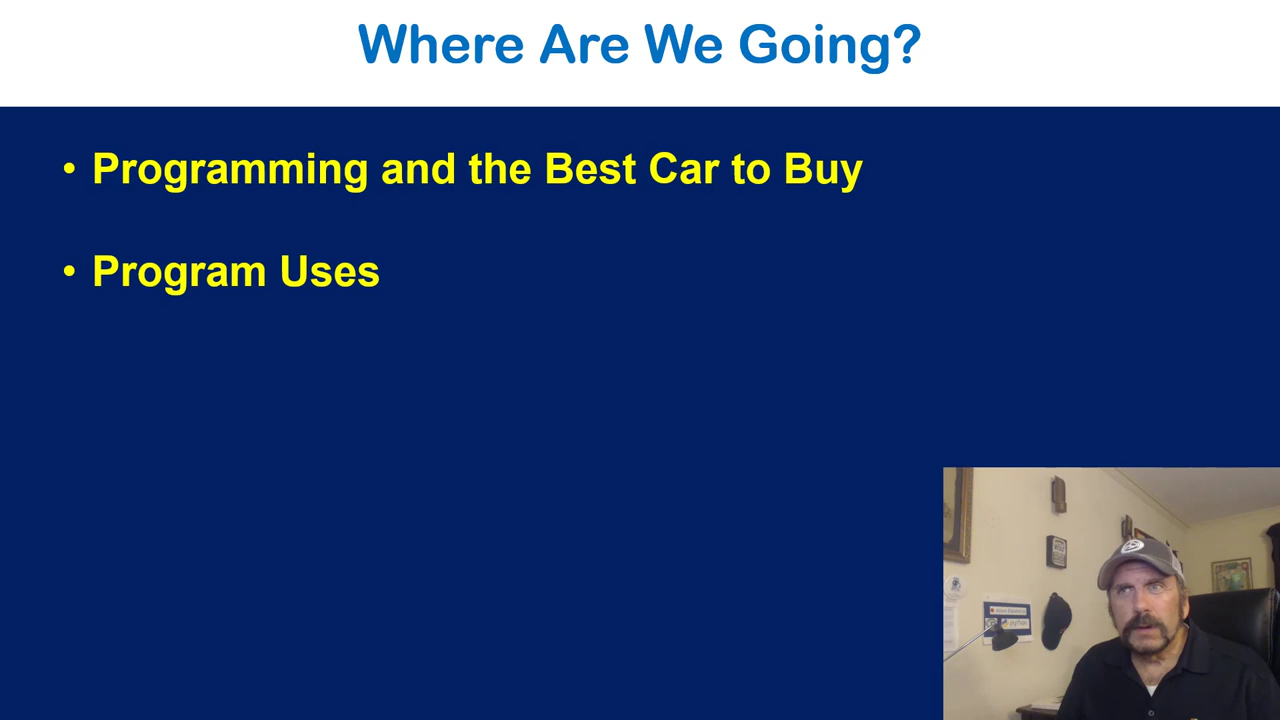 Where Are We Going?
• Programming and the Best Car to Buy
• Program Uses